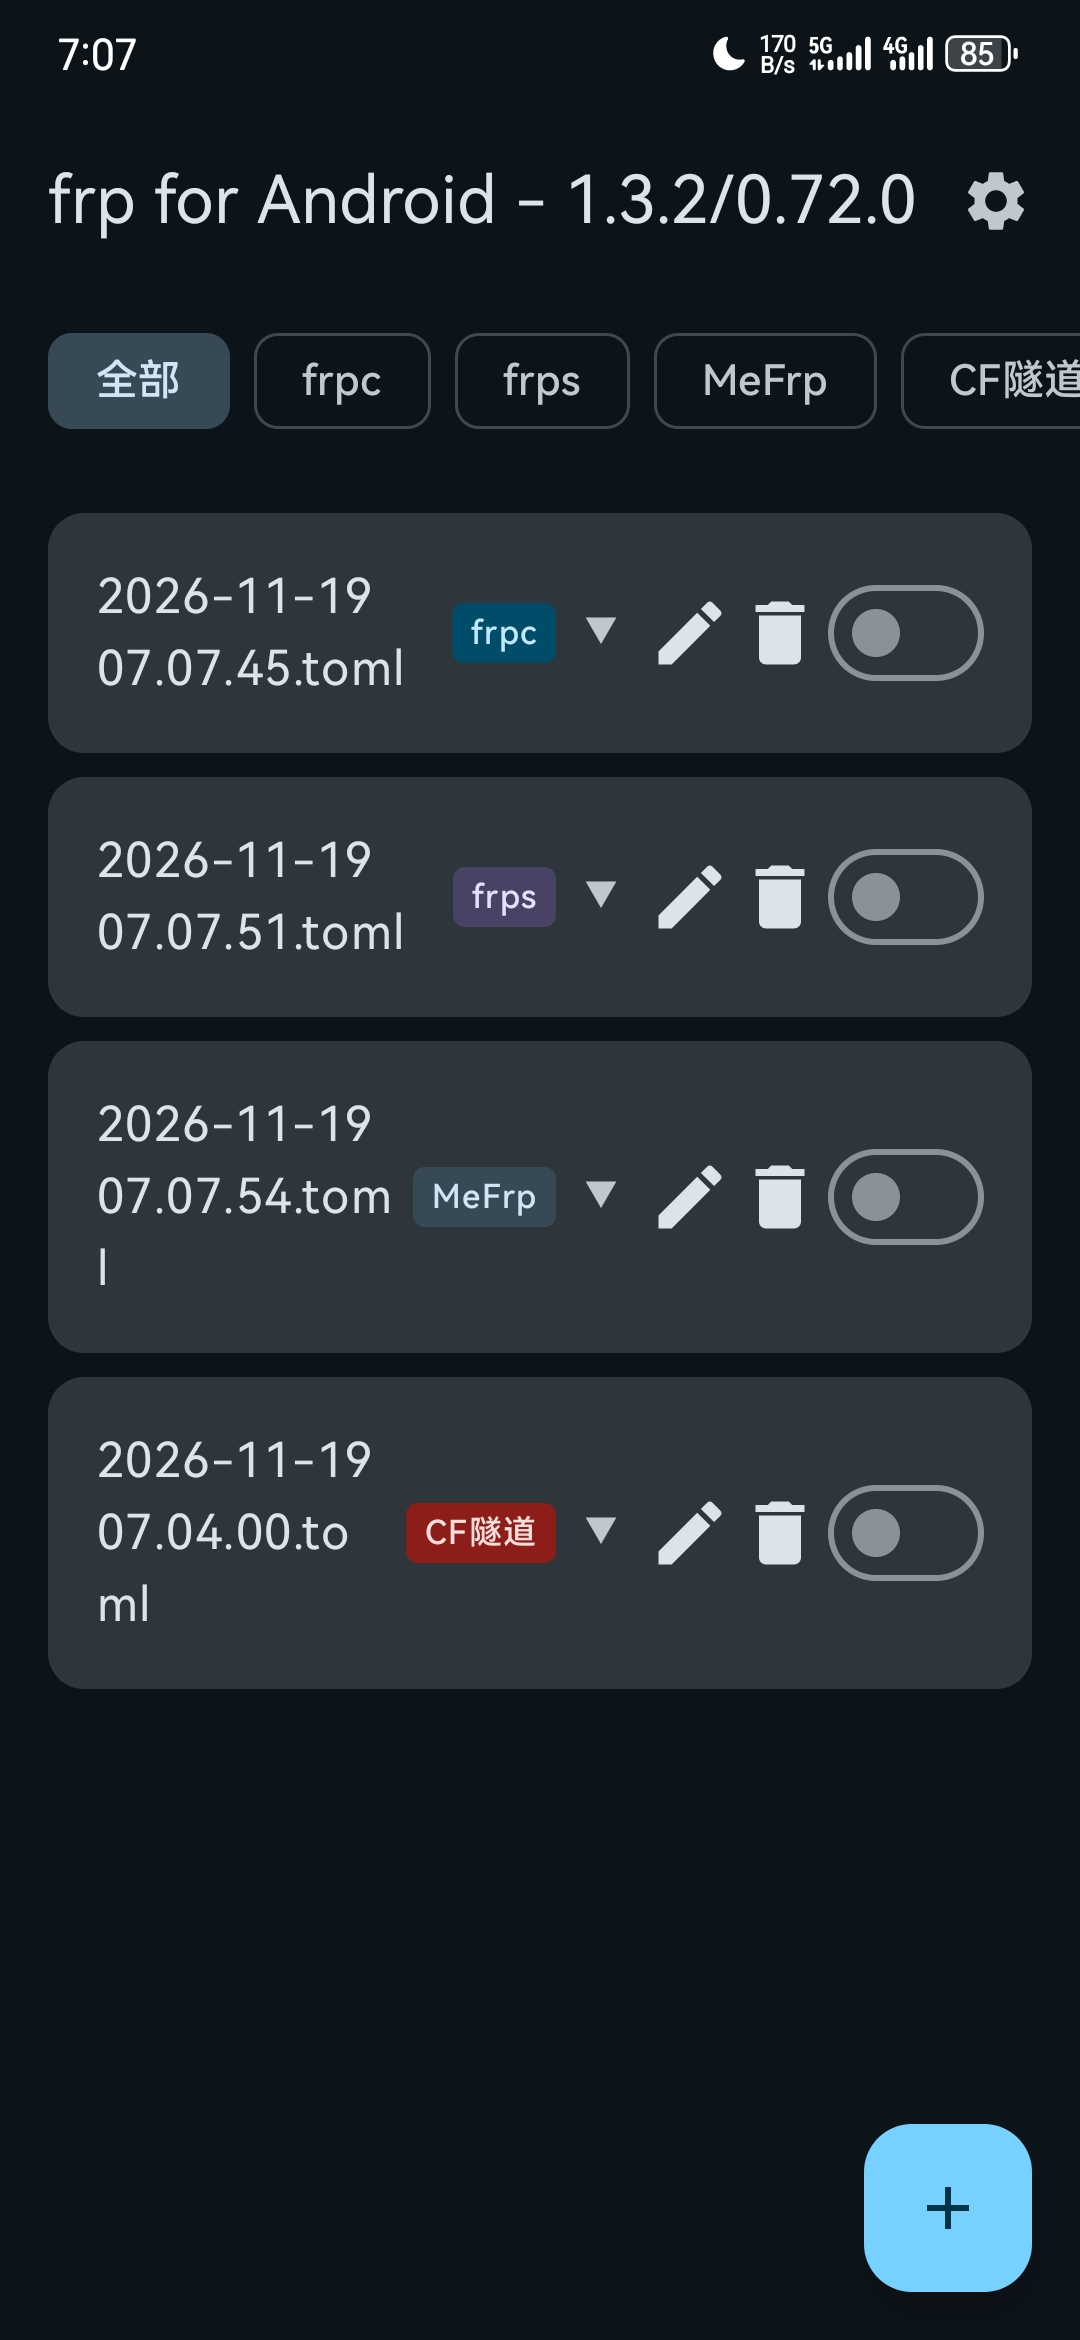 7:07
170 B/s 5G 4G 85
frp for Android - 1.3.2/0.72.0
全部 frpc frps MeFrp CF隧道
2026-11-19
07.07.45.toml
frpc
2026-11-19
07.07.51.toml
frps
2026-11-19
07.07.54.tom
l
MeFrp
2026-11-19
07.04.00.to
ml
CF隧道